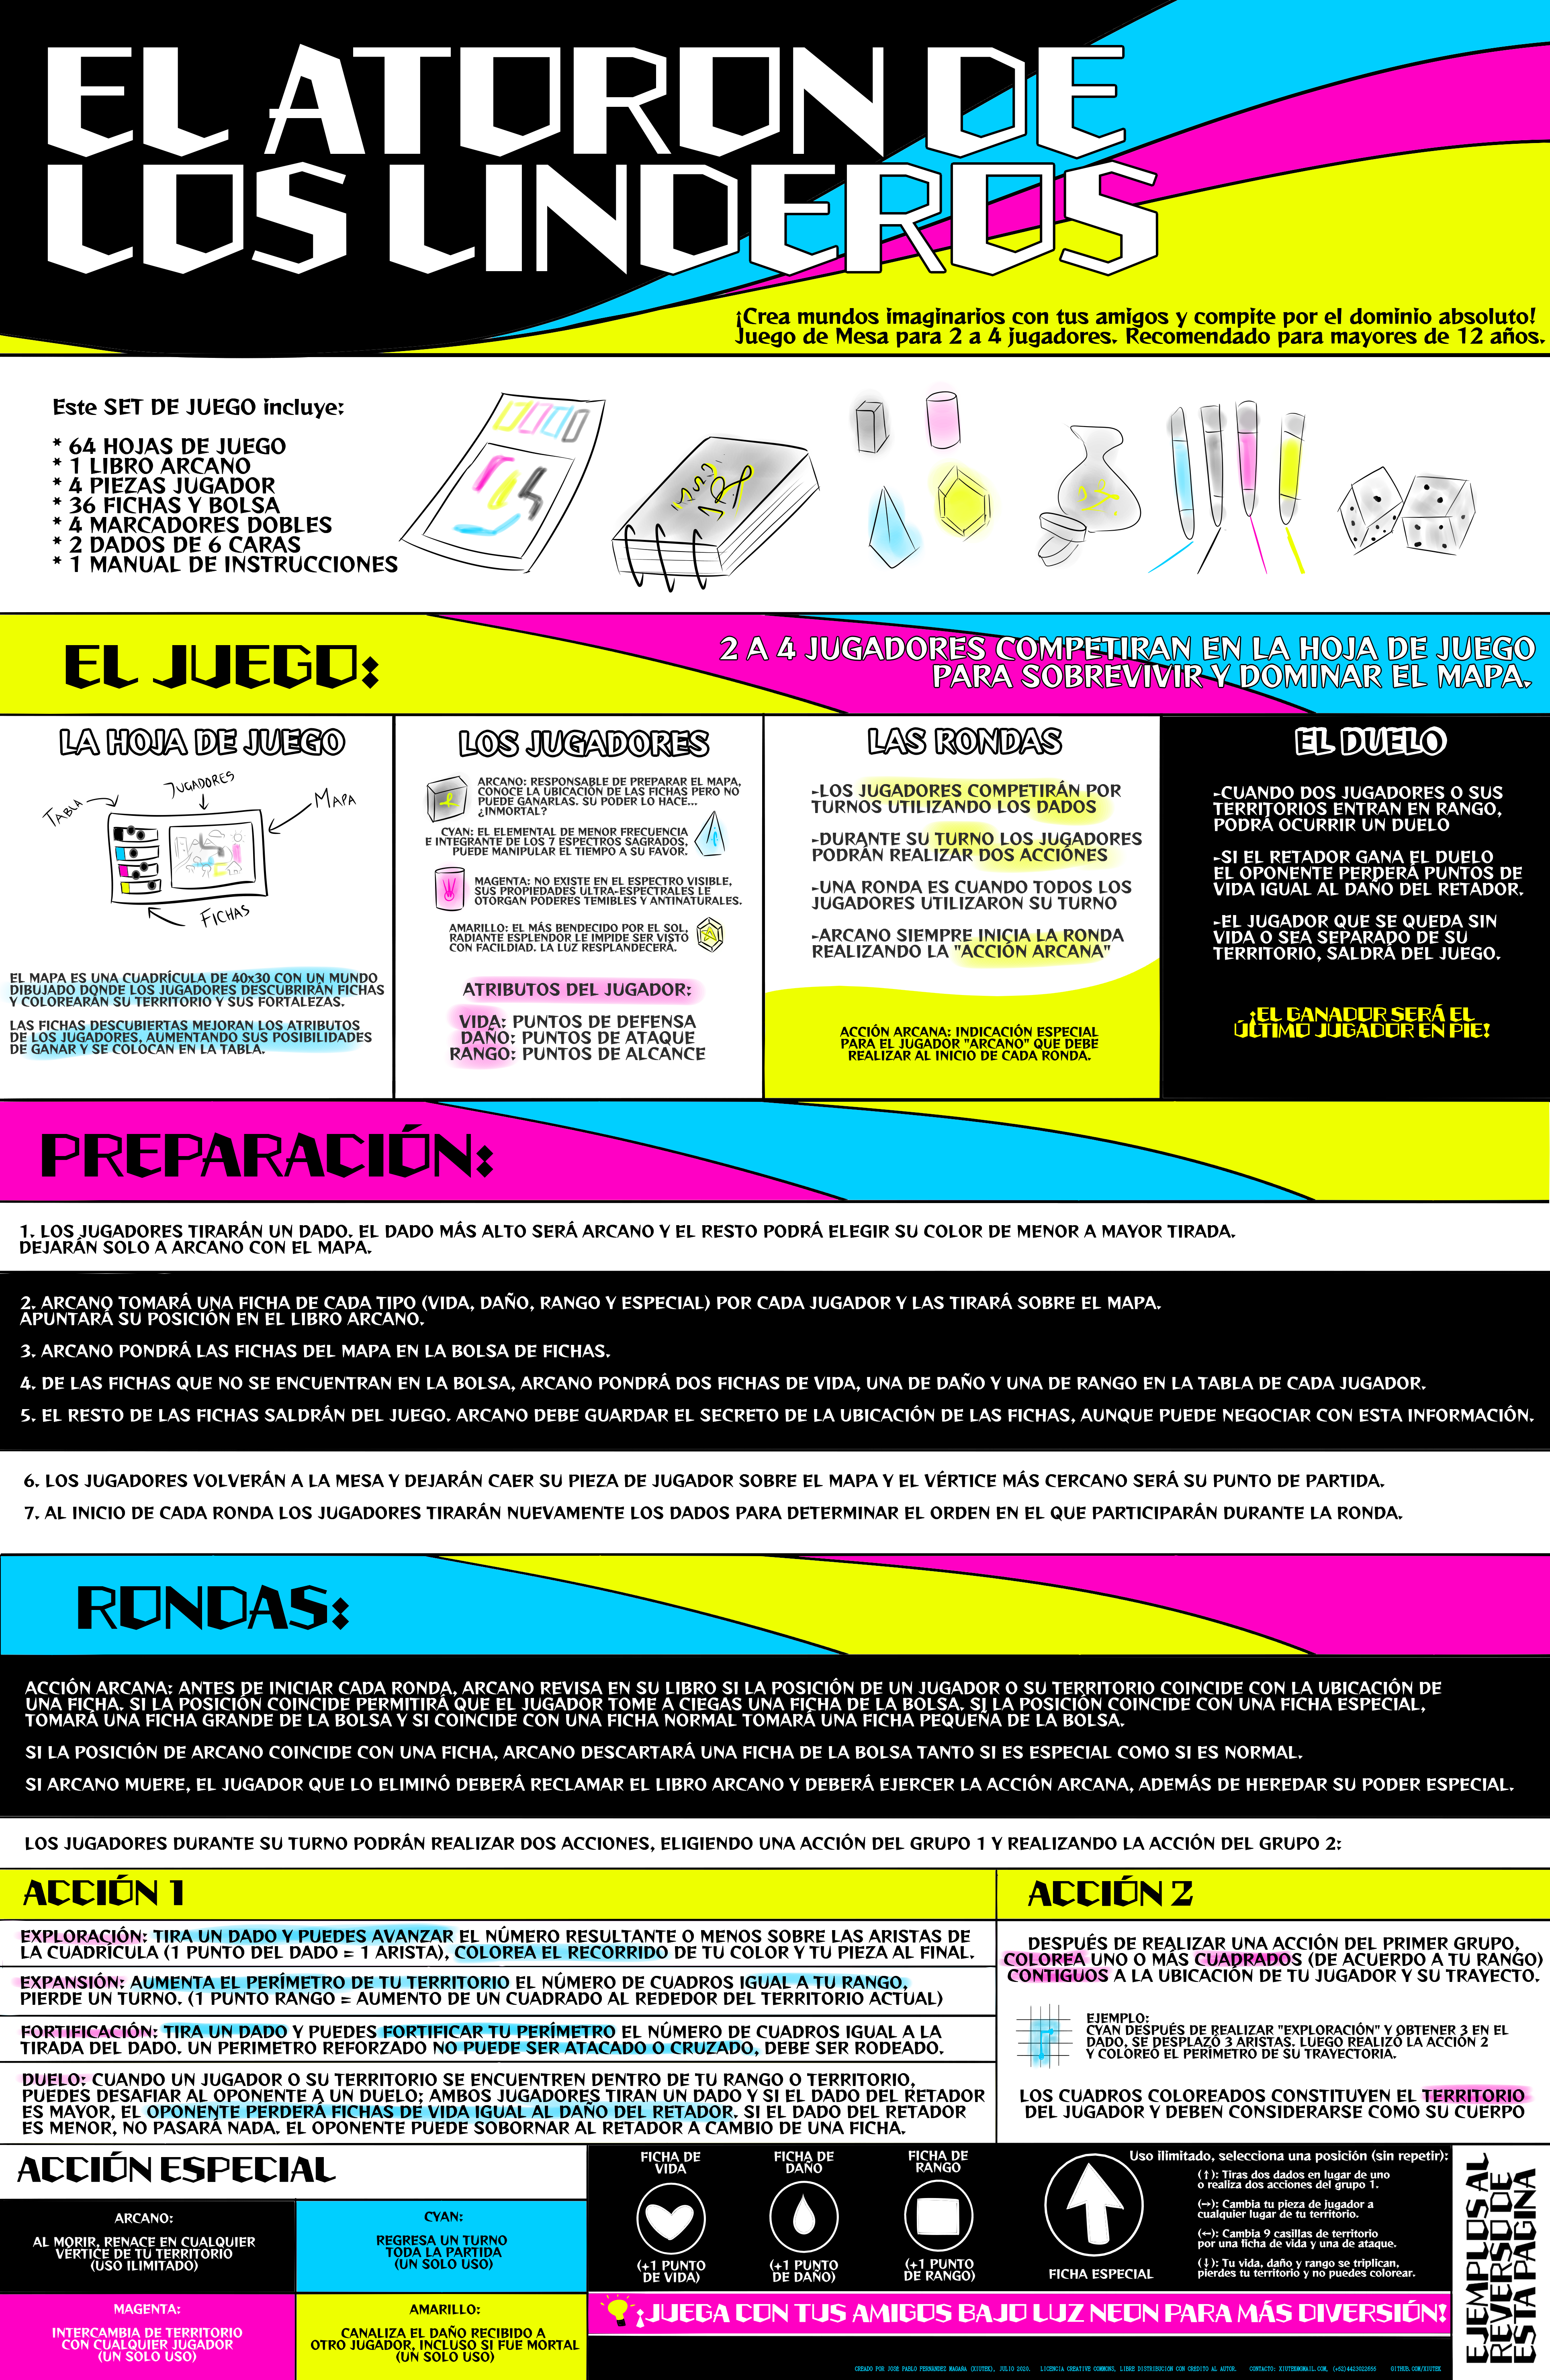 EL ATORON DE
LOS LINDEROS
¡Crea mundos imaginarios con tus amigos y compite por el dominio absoluto!
Juego de Mesa para 2 a 4 jugadores. Recomendado para mayores de 12 años.
Este SET DE JUEGO incluye:
* 64 HOJAS DE JUEGO
* 1 LIBRO ARCANO
* 4 PIEZAS JUGADOR
* 36 FICHAS Y BOLSA
* 4 MARCADORES DOBLES
* 2 DADOS DE 6 CARAS
* 1 MANUAL DE INSTRUCCIONES
EL JUEGO:
2 A 4 JUGADORES COMPETIRAN EN LA HOJA DE JUEGO
PARA SOBREVIVIR Y DOMINAR EL MAPA.
LA HOJA DE JUEGO
TABLA
JUGADORES
MAPA
FICHAS
EL MAPA ES UNA CUADRÍCULA DE 40x30 CON UN MUNDO
DIBUJADO DONDE LOS JUGADORES DESCUBRIRÁN FICHAS
Y COLOREARÁN SU TERRITORIO Y SUS FORTALEZAS.
LAS FICHAS DESCUBIERTAS MEJORAN LOS ATRIBUTOS
DE LOS JUGADORES, AUMENTANDO SUS POSIBILIDADES
DE GANAR Y SE COLOCAN EN LA TABLA.
LOS JUGADORES
ARCANO: RESPONSABLE DE PREPARAR EL MAPA,
CONOCE LA UBICACIÓN DE LAS FICHAS PERO NO
PUEDE GANARLAS. SU PODER LO HACE...
¿INMORTAL?
CYAN: EL ELEMENTAL DE MENOR FRECUENCIA
E INTEGRANTE DE LOS 7 ESPECTROS SAGRADOS,
PUEDE MANIPULAR EL TIEMPO A SU FAVOR.
MAGENTA: NO EXISTE EN EL ESPECTRO VISIBLE,
SUS PROPIEDADES ULTRA-ESPECTRALES LE
OTORGAN PODERES TEMIBLES Y ANTINATURALES.
AMARILLO: EL MÁS BENDECIDO POR EL SOL,
RADIANTE ESPLENDOR LE IMPIDE SER VISTO
CON FACILDIAD. LA LUZ RESPLANDECERÁ.
ATRIBUTOS DEL JUGADOR:
VIDA: PUNTOS DE DEFENSA
DAÑO: PUNTOS DE ATAQUE
RANGO: PUNTOS DE ALCANCE
LAS RONDAS
-LOS JUGADORES COMPETIRÁN POR
TURNOS UTILIZANDO LOS DADOS
-DURANTE SU TURNO LOS JUGADORES
PODRÁN REALIZAR DOS ACCIÓNES
-UNA RONDA ES CUANDO TODOS LOS
JUGADORES UTILIZARON SU TURNO
-ARCANO SIEMPRE INICIA LA RONDA
REALIZANDO LA "ACCIÓN ARCANA"
ACCIÓN ARCANA: INDICACIÓN ESPECIAL
PARA EL JUGADOR "ARCANO" QUE DEBE
REALIZAR AL INICIO DE CADA RONDA.
EL DUELO
-CUANDO DOS JUGADORES O SUS
TERRITORIOS ENTRAN EN RANGO,
PODRÁ OCURRIR UN DUELO
-SI EL RETADOR GANA EL DUELO
EL OPONENTE PERDERÁ PUNTOS DE
VIDA IGUAL AL DAÑO DEL RETADOR.
-EL JUGADOR QUE SE QUEDA SIN
VIDA O SEA SEPARADO DE SU
TERRITORIO, SALDRÁ DEL JUEGO.
¡EL GANADOR SERÁ EL
ÚLTIMO JUGADOR EN PIE!
PREPARACIÓN:
1. LOS JUGADORES TIRARÁN UN DADO. EL DADO MÁS ALTO SERÁ ARCANO Y EL RESTO PODRÁ ELEGIR SU COLOR DE MENOR A MAYOR TIRADA.
DEJARÁN SOLO A ARCANO CON EL MAPA.
2. ARCANO TOMARÁ UNA FICHA DE CADA TIPO (VIDA, DAÑO, RANGO Y ESPECIAL) POR CADA JUGADOR Y LAS TIRARÁ SOBRE EL MAPA.
APUNTARÁ SU POSICIÓN EN EL LIBRO ARCANO.
3. ARCANO PONDRÁ LAS FICHAS DEL MAPA EN LA BOLSA DE FICHAS.
4. DE LAS FICHAS QUE NO SE ENCUENTRAN EN LA BOLSA, ARCANO PONDRÁ DOS FICHAS DE VIDA, UNA DE DAÑO Y UNA DE RANGO EN LA TABLA DE CADA JUGADOR.
5. EL RESTO DE LAS FICHAS SALDRÁN DEL JUEGO. ARCANO DEBE GUARDAR EL SECRETO DE LA UBICACIÓN DE LAS FICHAS, AUNQUE PUEDE NEGOCIAR CON ESTA INFORMACIÓN.
6. LOS JUGADORES VOLVERÁN A LA MESA Y DEJARÁN CAER SU PIEZA DE JUGADOR SOBRE EL MAPA Y EL VÉRTICE MÁS CERCANO SERÁ SU PUNTO DE PARTIDA.
7. AL INICIO DE CADA RONDA LOS JUGADORES TIRARÁN NUEVAMENTE LOS DADOS PARA DETERMINAR EL ORDEN EN EL QUE PARTICIPARÁN DURANTE LA RONDA.
RONDAS:
ACCIÓN ARCANA: ANTES DE INICIAR CADA RONDA, ARCANO REVISA EN SU LIBRO SI LA POSICIÓN DE UN JUGADOR O SU TERRITORIO COINCIDE CON LA UBICACIÓN DE
UNA FICHA. SI LA POSICIÓN COINCIDE PERMITIRÁ QUE EL JUGADOR TOME A CIEGAS UNA FICHA DE LA BOLSA. SI LA POSICIÓN COINCIDE CON UNA FICHA ESPECIAL,
TOMARÁ UNA FICHA GRANDE DE LA BOLSA Y SI COINCIDE CON UNA FICHA NORMAL TOMARÁ UNA FICHA PEQUEÑA DE LA BOLSA.
SI LA POSICIÓN DE ARCANO COINCIDE CON UNA FICHA, ARCANO DESCARTARÁ UNA FICHA DE LA BOLSA TANTO SI ES ESPECIAL COMO SI ES NORMAL.
SI ARCANO MUERE, EL JUGADOR QUE LO ELIMINÓ DEBERÁ RECLAMAR EL LIBRO ARCANO Y DEBERÁ EJERCER LA ACCIÓN ARCANA, ADEMÁS DE HEREDAR SU PODER ESPECIAL.
LOS JUGADORES DURANTE SU TURNO PODRÁN REALIZAR DOS ACCIONES, ELIGIENDO UNA ACCIÓN DEL GRUPO 1 Y REALIZANDO LA ACCIÓN DEL GRUPO 2:
ACCIÓN 1
EXPLORACIÓN: TIRA UN DADO Y PUEDES AVANZAR EL NÚMERO RESULTANTE O MENOS SOBRE LAS ARISTAS DE
LA CUADRÍCULA (1 PUNTO DEL DADO = 1 ARISTA), COLOREA EL RECORRIDO DE TU COLOR Y TU PIEZA AL FINAL.
EXPANSIÓN: AUMENTA EL PERÍMETRO DE TU TERRITORIO EL NÚMERO DE CUADROS IGUAL A TU RANGO,
PIERDE UN TURNO. (1 PUNTO RANGO = AUMENTO DE UN CUADRADO AL REDEDOR DEL TERRITORIO ACTUAL)
FORTIFICACIÓN: TIRA UN DADO Y PUEDES FORTIFICAR TU PERÍMETRO EL NÚMERO DE CUADROS IGUAL A LA
TIRADA DEL DADO. UN PERIMETRO REFORZADO NO PUEDE SER ATACADO O CRUZADO, DEBE SER RODEADO.
DUELO: CUANDO UN JUGADOR O SU TERRITORIO SE ENCUENTREN DENTRO DE TU RANGO O TERRITORIO,
PUEDES DESAFIAR AL OPONENTE A UN DUELO; AMBOS JUGADORES TIRAN UN DADO Y SI EL DADO DEL RETADOR
ES MAYOR, EL OPONENTE PERDERÁ FICHAS DE VIDA IGUAL AL DAÑO DEL RETADOR. SI EL DADO DEL RETADOR
ES MENOR, NO PASARÁ NADA. EL OPONENTE PUEDE SOBORNAR AL RETADOR A CAMBIO DE UNA FICHA.
ACCIÓN 2
DESPUÉS DE REALIZAR UNA ACCIÓN DEL PRIMER GRUPO,
COLOREA UNO O MÁS CUADRADOS (DE ACUERDO A TU RANGO)
CONTIGUOS A LA UBICACIÓN DE TU JUGADOR Y SU TRAYECTO.
EJEMPLO:
CYAN DESPUÉS DE REALIZAR "EXPLORACIÓN" Y OBTENER 3 EN EL
DADO, SE DESPLAZÓ 3 ARISTAS. LUEGO REALIZÓ LA ACCIÓN 2
Y COLOREÓ EL PERÍMETRO DE SU TRAYECTORIA.
LOS CUADROS COLOREADOS CONSTITUYEN EL TERRITORIO
DEL JUGADOR Y DEBEN CONSIDERARSE COMO SU CUERPO
ACCIÓN ESPECIAL
ARCANO:
AL MORIR, RENACE EN CUALQUIER
VÉRTICE DE TU TERRITORIO
(USO ILIMITADO)
CYAN:
REGRESA UN TURNO
TODA LA PARTIDA
(UN SOLO USO)
MAGENTA:
INTERCAMBIA DE TERRITORIO
CON CUALQUIER JUGADOR
(UN SOLO USO)
AMARILLO:
CANALIZA EL DAÑO RECIBIDO A
OTRO JUGADOR, INCLUSO SI FUE MORTAL
(UN SOLO USO)
FICHA DE
VIDA
(+1 PUNTO
DE VIDA)
FICHA DE
DAÑO
(+1 PUNTO
DE DAÑO)
FICHA DE
RANGO
(+1 PUNTO
DE RANGO)
FICHA ESPECIAL
Uso ilimitado, selecciona una posición (sin repetir):
(↑): Tiras dos dados en lugar de uno
o realiza dos acciones del grupo 1.
(→): Cambia tu pieza de jugador a
cualquier lugar de tu territorio.
(←): Cambia 9 casillas de territorio
por una ficha de vida y una de ataque.
(↓): Tu vida, daño y rango se triplican,
pierdes tu territorio y no puedes colorear.
¡JUEGA CON TUS AMIGOS BAJO LUZ NEON PARA MÁS DIVERSIÓN!
EJEMPLOS AL
REVERSO DE
ESTA PAGINA
CREADO POR JOSE PABLO FERNÁNDEZ MAGAÑA (XIUTEK), JULIO 2020. LICENCIA CREATIVE COMMONS, LIBRE DISTRIBUCIÓN CON CREDITO AL AUTOR. CONTACTO: XIUTEK@GMAIL.COM, GITHUB.COM/XIUTEK